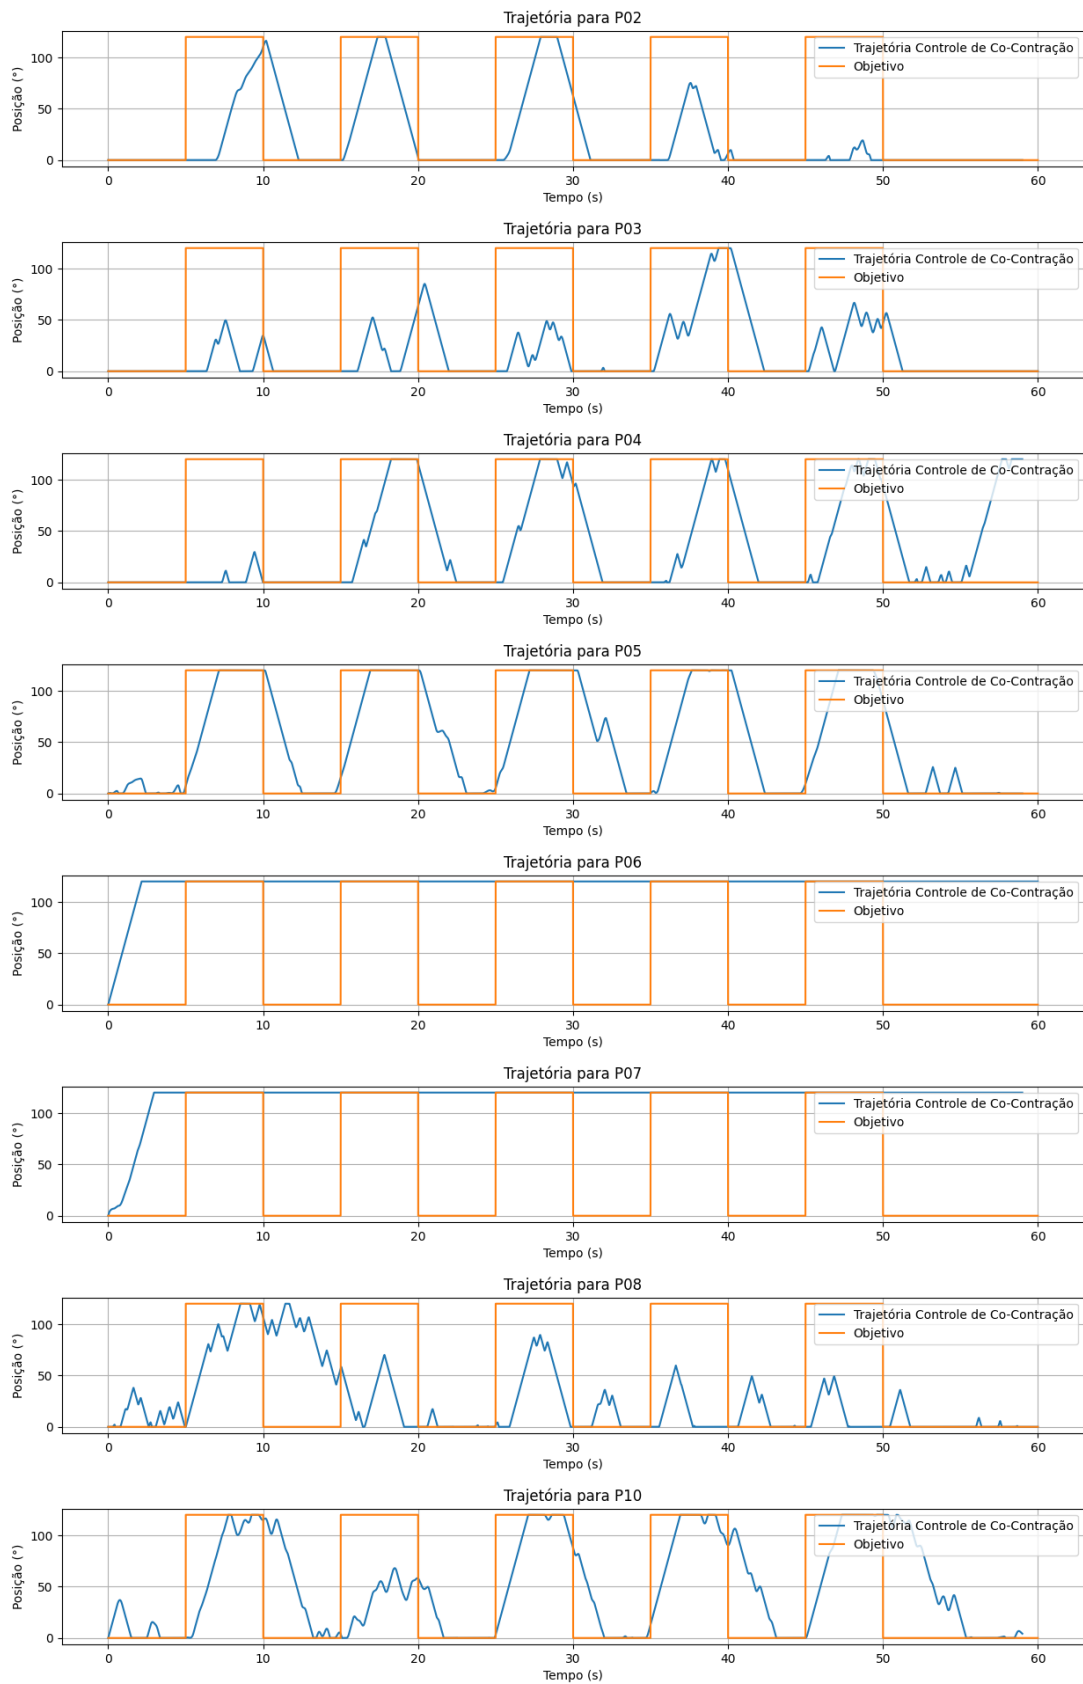 Trajetória para P02
Posição (°)
100
50
0
Trajetória Controle de Co-Contração
Objetivo
0 10 20 30 40 50 60
Tempo (s)
Trajetória para P03
Posição (°)
100
50
0
Trajetória Controle de Co-Contração
Objetivo
0 10 20 30 40 50 60
Tempo (s)
Trajetória para P04
Posição (°)
100
50
0
Trajetória Controle de Co-Contração
Objetivo
0 10 20 30 40 50 60
Tempo (s)
Trajetória para P05
Posição (°)
100
50
0
Trajetória Controle de Co-Contração
Objetivo
0 10 20 30 40 50 60
Tempo (s)
Trajetória para P06
Posição (°)
100
50
0
Trajetória Controle de Co-Contração
Objetivo
0 10 20 30 40 50 60
Tempo (s)
Trajetória para P07
Posição (°)
100
50
0
Trajetória Controle de Co-Contração
Objetivo
0 10 20 30 40 50 60
Tempo (s)
Trajetória para P08
Posição (°)
100
50
0
Trajetória Controle de Co-Contração
Objetivo
0 10 20 30 40 50 60
Tempo (s)
Trajetória para P10
Posição (°)
100
50
0
Trajetória Controle de Co-Contração
Objetivo
0 10 20 30 40 50 60
Tempo (s)